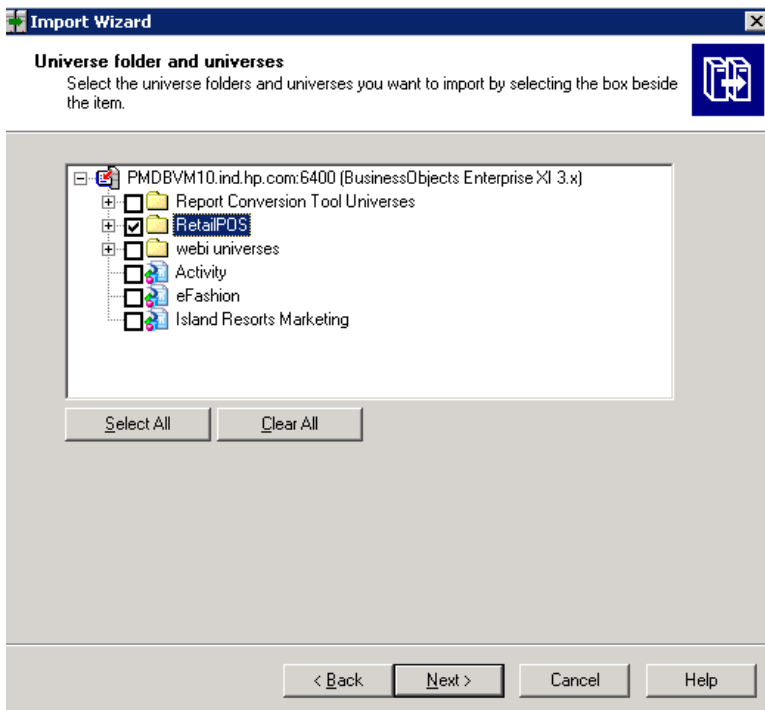 Import Wizard
Universe folder and universes
Select the universe folders and universes you want to import by selecting the box beside
the item.
PMDBVM10.ind.hp.com:6400 (BusinessObjects Enterprise XI 3.x)
Report Conversion Tool Universes
RetailPOS
webi universes
Activity
eFashion
Island Resorts Marketing
Select All
Clear All
< Back
Next >
Cancel
Help